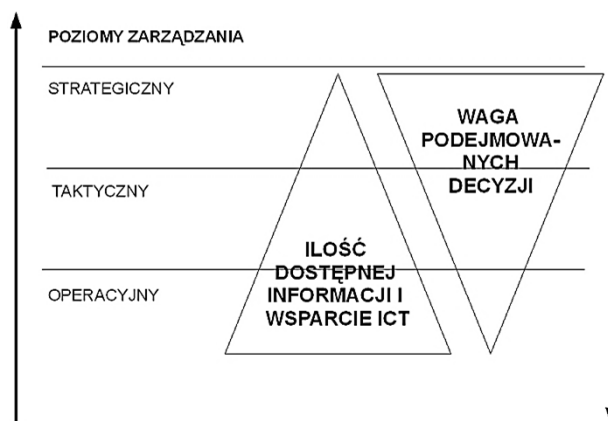 POZIOMY ZARZĄDZANIA
STRATEGICZNY
WAGA
PODEJMOWA-
NYCH
DECYZJI
TAKTYCZNY
ILOŚĆ
DOSTĘPNEJ
INFORMACJI I
WSPARCIE ICT
OPERACYJNY